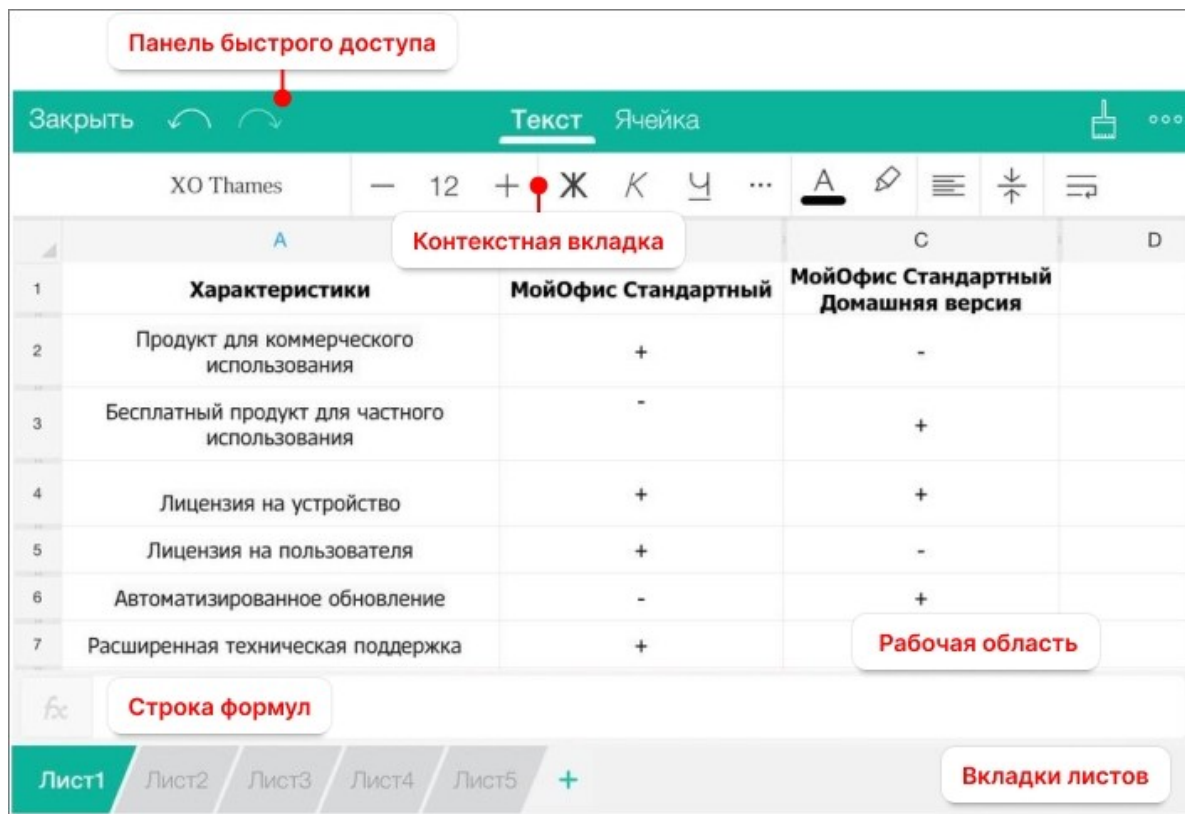 Панель быстрого доступа
Закрыть Текст Ячейка
XO Thames — 12 + Ж К Ч ... А
Контекстная вкладка
A C D
1 Характеристики МойОфис Стандартный МойОфис Стандартный
Домашняя версия
2 Продукт для коммерческого
использования + -
3 Бесплатный продукт для частного
использования - +
4 Лицензия на устройство + +
5 Лицензия на пользователя + -
6 Автоматизированное обновление - +
7 Расширенная техническая поддержка +
Рабочая область
fx Строка формул
Лист1 Лист2 Лист3 Лист4 Лист5 +
Вкладки листов